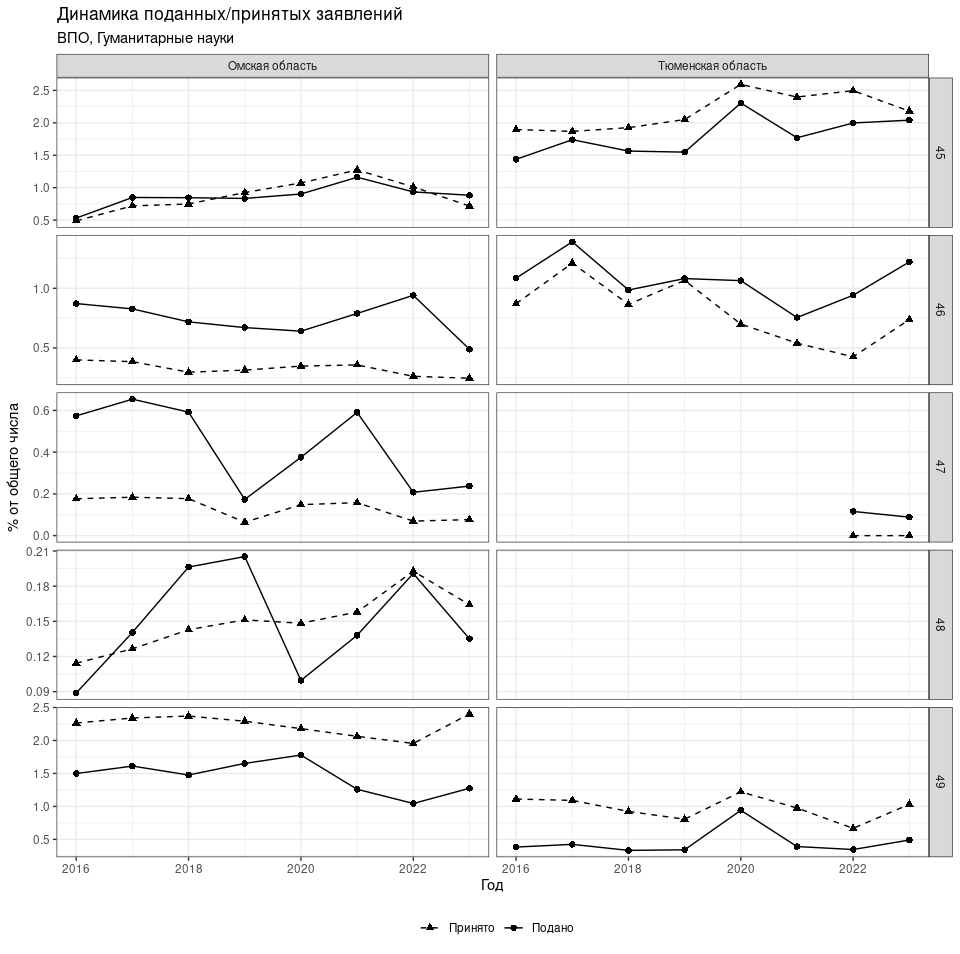 Динамика поданных/принятых заявлений
ВПО, Гуманитарные науки
Омская область
Тюменская область
% от общего числа
2.5
2.0
1.5
1.0
0.5
45
1.0
0.5
46
0.6
0.4
0.2
0.0
47
0.21
0.18
0.15
0.12
0.09
48
2.5
2.0
1.5
1.0
0.5
49
2016 2018 2020 2022
2016 2018 2020 2022
Год
Принято Подано